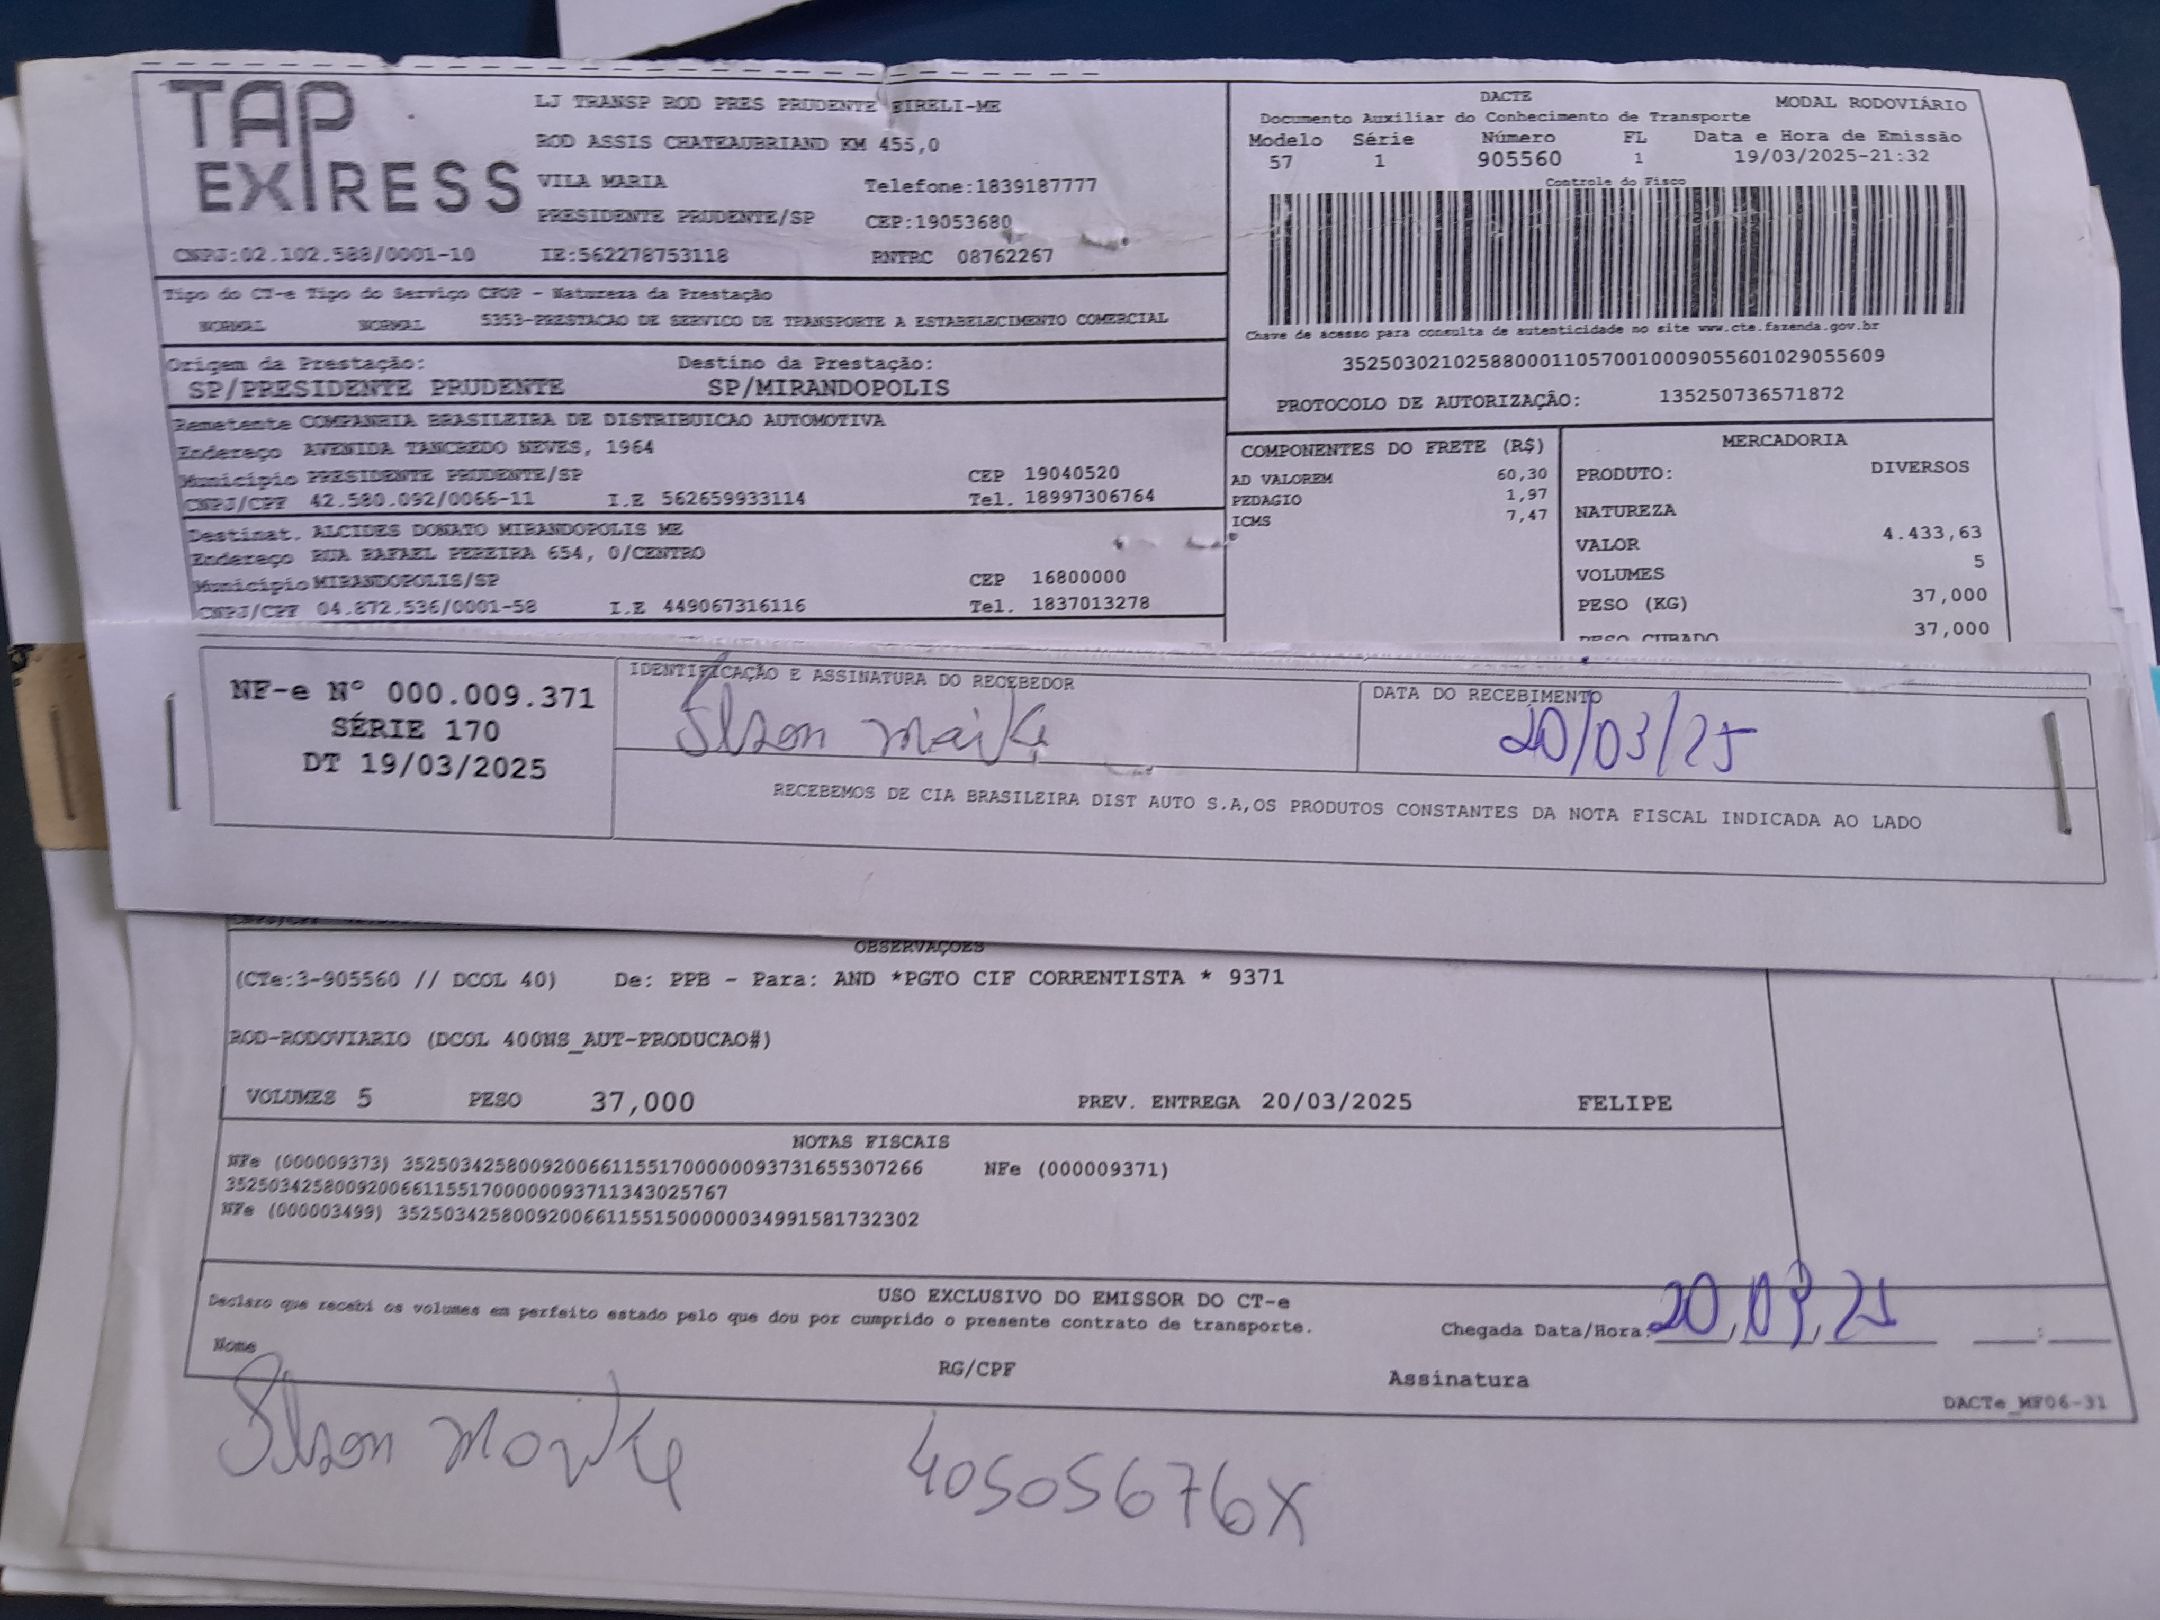 TAP EXPRESS
LJ TRANSP ROD PRES PRUDENTE EIRELI-ME
ROD ASSIS CHATEAUBRIAND KM 455,0
VILA MARIA Telefone:1839187777
PRESIDENTE PRUDENTE/SP CEP:19053680
CNPJ:02.102.588/0001-10 IE:562278753118 RNTRC 08762267
Tipo do CT-e Tipo do Serviço CFOP - Natureza da Prestação
NORMAL NORMAL 5353-PRESTACAO DE SERVICO DE TRANSPORTE A ESTABELECIMENTO COMERCIAL
Origem da Prestação: Destino da Prestação:
SP/PRESIDENTE PRUDENTE SP/MIRANDOPOLIS
Remetente COMPANHIA BRASILEIRA DE DISTRIBUICAO AUTOMOTIVA
Endereço AVENIDA TANCREDO NEVES, 1964
Município PRESIDENTE PRUDENTE/SP CEP 19040520
CNPJ/CPF 42.580.092/0066-11 I.E 562659933114 Tel. 18997306764
Destinat. ALCIDES DONATO MIRANDOPOLIS ME
Endereço RUA RAFAEL PEREIRA 654, 0/CENTRO
Município MIRANDOPOLIS/SP CEP 16800000
CNPJ/CPF 04.872.536/0001-58 I.E 449067316116 Tel. 1837013278
DACTE MODAL RODOVIÁRIO
Documento Auxiliar do Conhecimento de Transporte
Modelo Série Número FL Data e Hora de Emissão
57 1 905560 1 19/03/2025-21:32
Controle do Fisco
Chave de acesso para consulta de autenticidade no site www.cte.fazenda.gov.br
35250302102588000110570010009055601029055609
PROTOCOLO DE AUTORIZAÇÃO: 135250736571872
COMPONENTES DO FRETE (R$)
AD VALOREM 60,30
PEDAGIO 1,97
ICMS 7,47
MERCADORIA
PRODUTO: DIVERSOS
NATUREZA
VALOR 4.433,63
VOLUMES 5
PESO (KG) 37,000
PESO CUBADO 37,000
NF-e Nº 000.009.371
SÉRIE 170
DT 19/03/2025
IDENTIFICAÇÃO E ASSINATURA DO RECEBEDOR
DATA DO RECEBIMENTO
20/03/25
RECEBEMOS DE CIA BRASILEIRA DIST AUTO S.A,OS PRODUTOS CONSTANTES DA NOTA FISCAL INDICADA AO LADO
OBSERVAÇÕES
(CTe:3-905560 // DCOL 40) De: PPB - Para: AND *PGTO CIF CORRENTISTA * 9371
ROD-RODOVIARIO (DCOL 400NS_AUT-PRODUCAO#)
VOLUMES 5 PESO 37,000 PREV. ENTREGA 20/03/2025 FELIPE
NOTAS FISCAIS
NFe (000009373) 35250342580092006611551700000093731655307266 NFe (000009371)
35250342580092006611551700000093711343025767
NFe (000003499) 35250342580092006611551500000034991581732302
USO EXCLUSIVO DO EMISSOR DO CT-e
Declaro que recebi os volumes em perfeito estado pelo que dou por cumprido o presente contrato de transporte.
Chegada Data/Hora: 20,03,25
Nome RG/CPF Assinatura
DACTe_MF06-31
40505676X